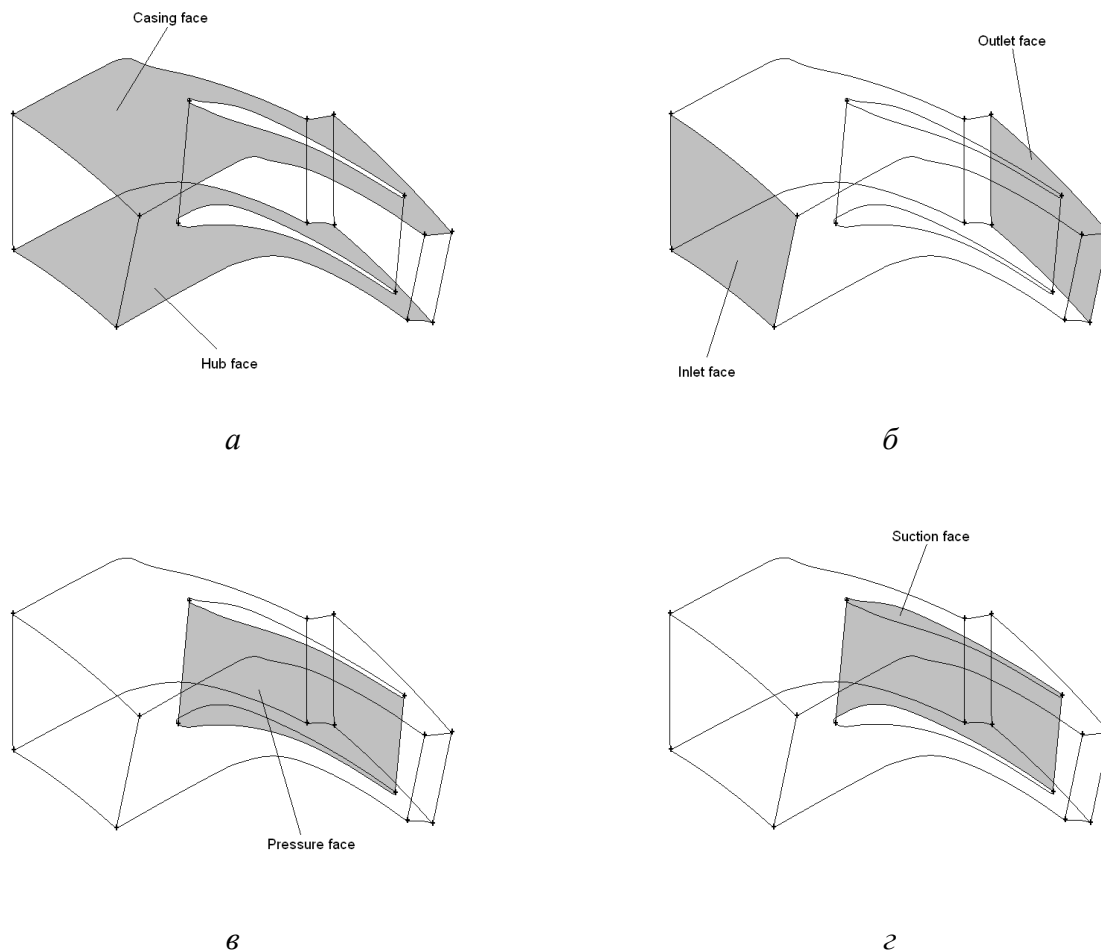 Casing face
Outlet face
Hub face
Inlet face
а
б
Suction face
Pressure face
в
г